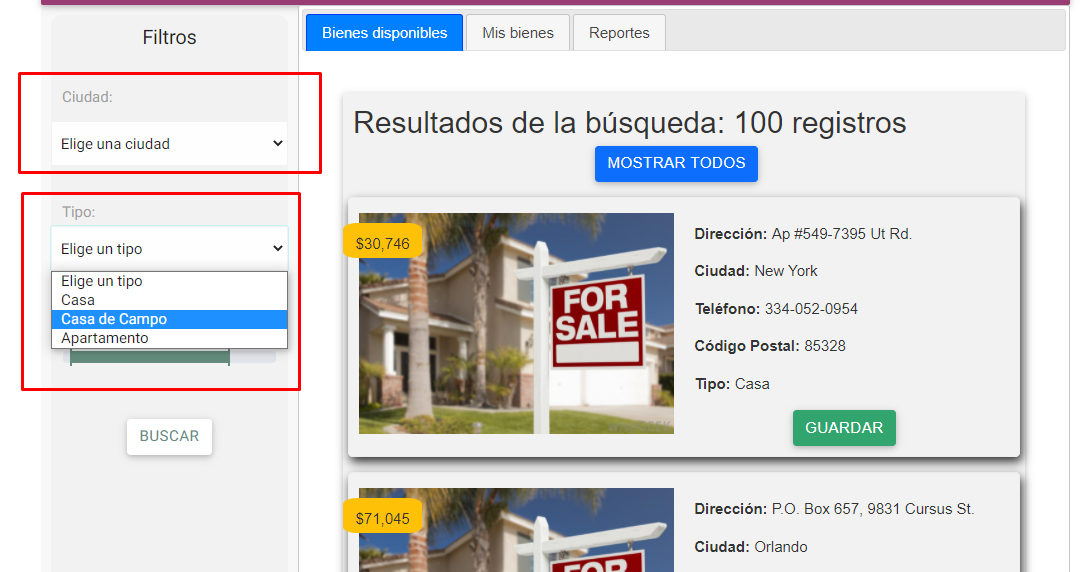 Filtros
Ciudad:
Elige una ciudad
Tipo:
Elige un tipo
Elige un tipo
Casa
Casa de Campo
Apartamento
BUSCAR
Bienes disponibles
Mis bienes
Reportes
Resultados de la búsqueda: 100 registros
MOSTRAR TODOS
$30,746
FOR
SALE
Dirección: Ap #549-7395 Ut Rd.
Ciudad: New York
Teléfono: 334-052-0954
Código Postal: 85328
Tipo: Casa
GUARDAR
$71,045
FOR
Dirección: P.O. Box 657, 9831 Cursus St.
Ciudad: Orlando